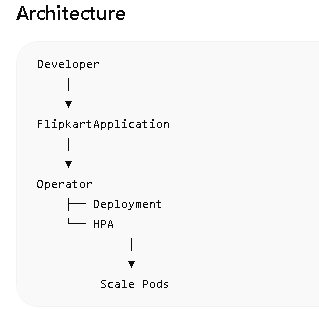 Architecture
Developer
│
▼
FlipkartApplication
│
▼
Operator
├── Deployment
└── HPA
│
▼
Scale Pods